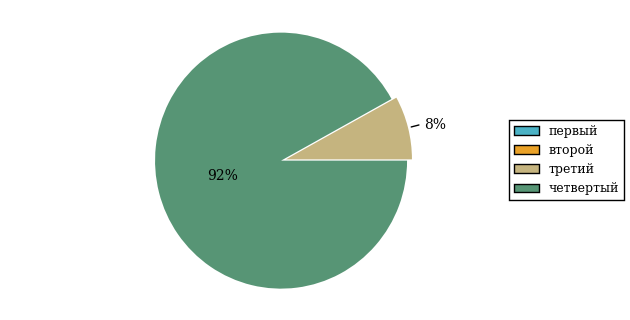 8%
92%
первый
второй
третий
четвертый